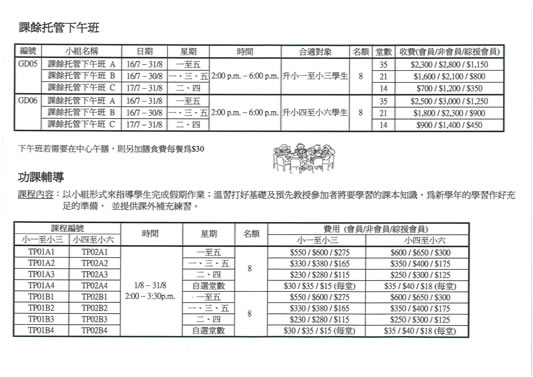 課餘托管下午班
編號 小組名稱 日期 星期 時間 合適對象 名額 堂數 收費(會員/非會員/綜援會員)
GD05 課餘托管下午班 A 16/7 – 31/8 一至五 2:00 p.m. – 6:00 p.m. 升小一至小三學生 8 35 $2,300 / $2,800 / $1,150
課餘托管下午班 B 16/7 – 30/8 一、三、五 21 $1,600 / $2,100 / $800
課餘托管下午班 C 17/7 – 31/8 二、四 14 $700 / $1,200 / $350
GD06 課餘托管下午班 A 16/7 – 31/8 一至五 2:00 p.m. – 6:00 p.m. 升小四至小六學生 8 35 $2,500 / $3,000 / $1,250
課餘托管下午班 B 16/7 – 30/8 一、三、五 21 $1,800 / $2,300 / $900
課餘托管下午班 C 17/7 – 31/8 二、四 14 $900 / $1,400 / $450
下午班若需要在中心午膳，則另加膳食費每餐為$30
功課輔導
課程內容：以小組形式來指導學生完成假期作業；溫習打好基礎及預先教授參加者將要學習的課本知識，為新學年的學習作好充
足的準備， 並提供課外補充練習。
課程編號 時間 星期 名額 費用 (會員/非會員/綜援會員)
小一至小三 小四至小六 小一至小三 小四至小六
TP01A1 TP02A1 1/8 – 31/8 2:00 – 3:30p.m. 一至五 8 $550 / $600 / $275 $600 / $650 / $300
TP01A2 TP02A2 一、三、五 $330 / $380 / $165 $350 / $400 / $175
TP01A3 TP02A3 二、四 $230 / $280 / $115 $250 / $300 / $125
TP01A4 TP02A4 自選堂數 $30 / $35 / $15 (每堂) $35 / $40 / $18 (每堂)
TP01B1 TP02B1 一至五 8 $550 / $600 / $275 $600 / $650 / $300
TP01B2 TP02B2 一、三、五 $330 / $380 / $165 $350 / $400 / $175
TP01B3 TP02B3 二、四 $230 / $280 / $115 $250 / $300 / $125
TP01B4 TP02B4 自選堂數 $30 / $35 / $15 (每堂) $35 / $40 / $18 (每堂)